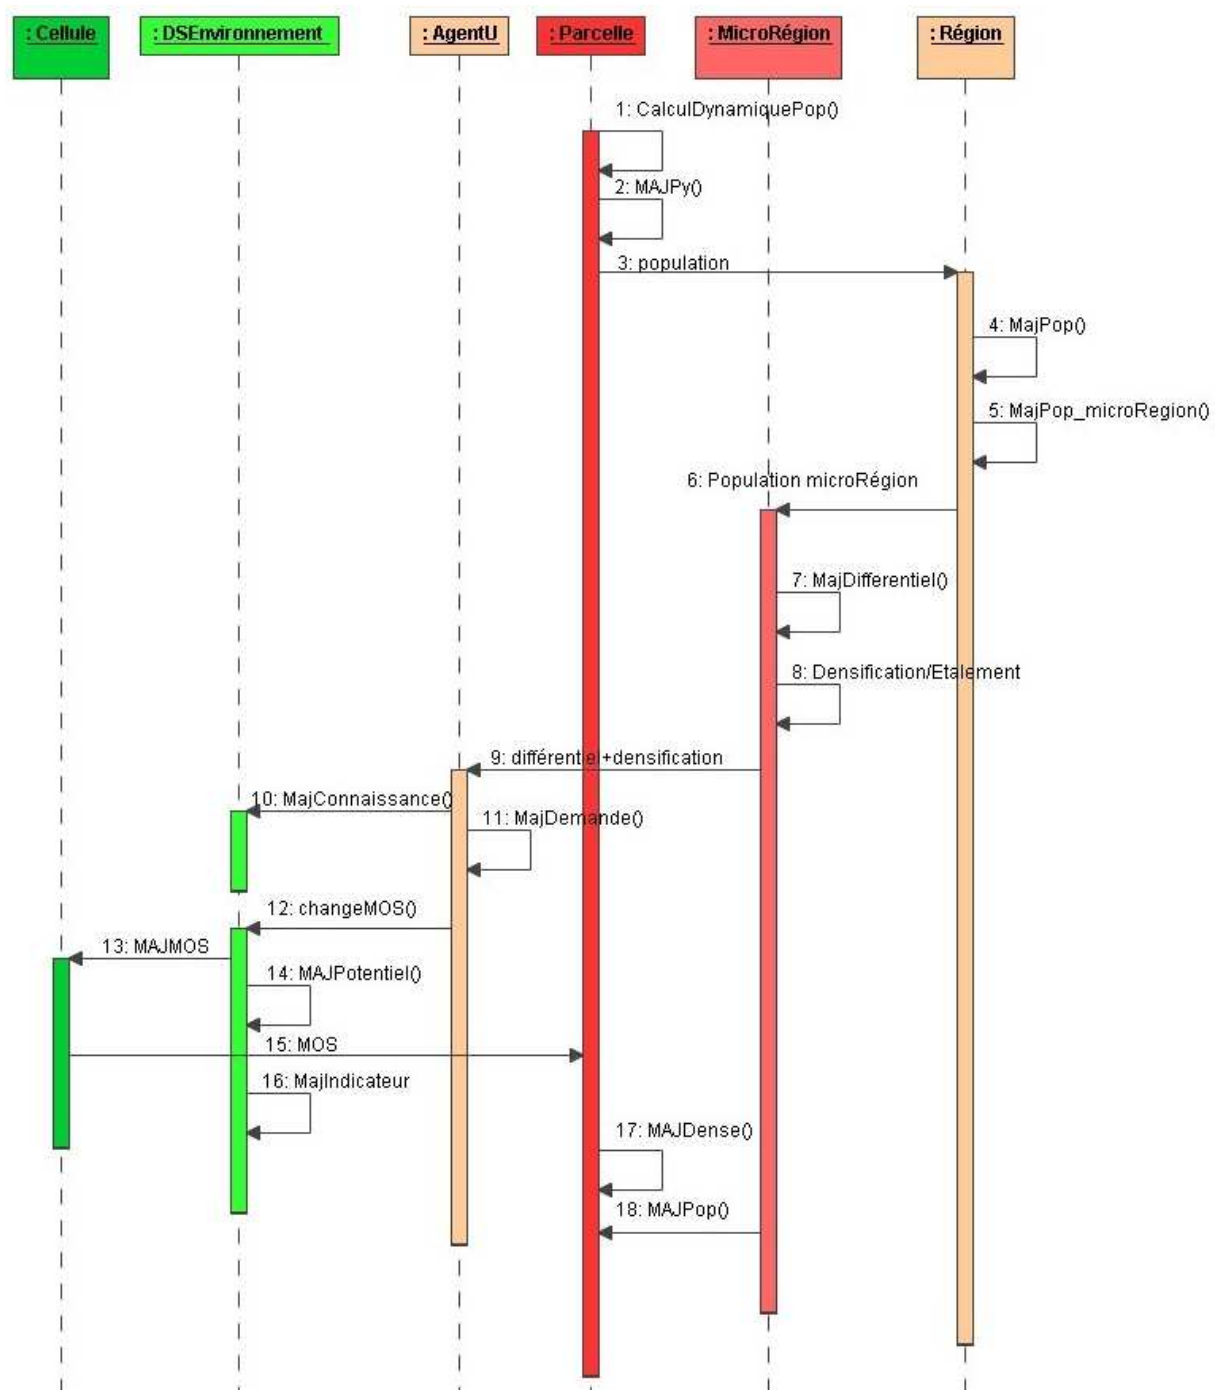 : Cellule
: DSEnvironnement
: AgentU
: Parcelle
: MicroRégion
: Région
1: CalculDynamiquePop()
2: MAJPy()
3: population
4: MajPop()
5: MajPop_microRegion()
6: Population microRégion
7: MajDifferentiel()
8: Densification/Etalement
9: différentiel+densification
10: MajConnaissance()
11: MajDemande()
12: changeMOS()
13: MAJMOS
14: MAJPotentiel()
15: MOS
16: MajIndicateur
17: MAJDense()
18: MAJPop()